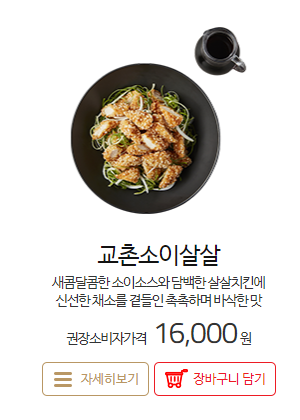 교촌소이살살
새콤달콤한 소이소스와 담백한 살살치킨에
신선한 채소를 곁들인 촉촉하며 바삭한 맛
권장소비자가격 16,000원
자세히보기 장바구니 담기